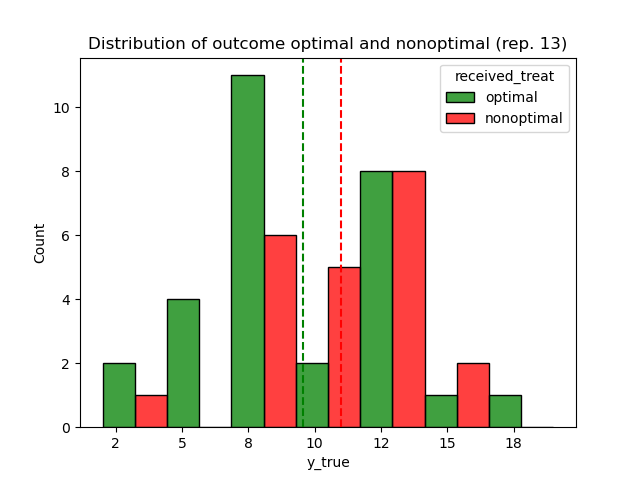 Distribution of outcome optimal and nonoptimal (rep. 13)
received_treat
optimal
nonoptimal
Count
10
8
6
4
2
0
2 5 8 10 12 15 18
y_true